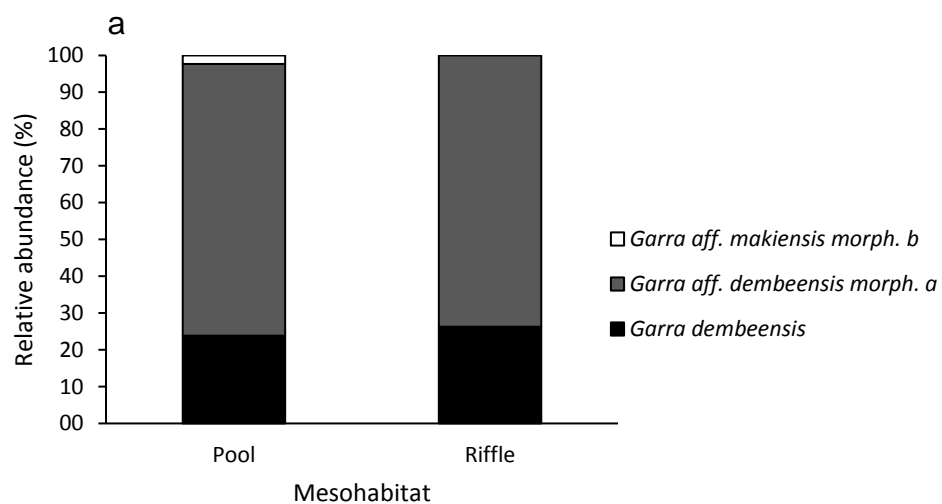 a
Relative abundance (%)
100
90
80
70
60
50
40
30
20
10
00
Pool
Riffle
Mesohabitat
Garra aff. makiensis morph. b
Garra aff. dembeensis morph. a
Garra dembeensis